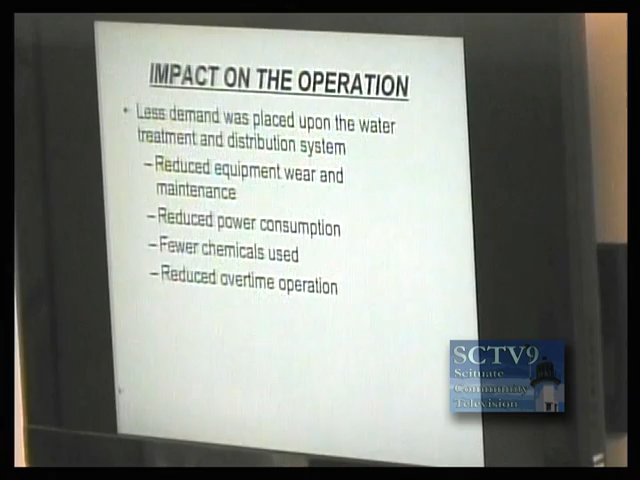 IMPACT ON THE OPERATION
• Less demand was placed upon the water
treatment and distribution system
– Reduced equipment wear and
maintenance
– Reduced power consumption
– Fewer chemicals used
– Reduced overtime operation
SCTV9
Scituate
Community
Television